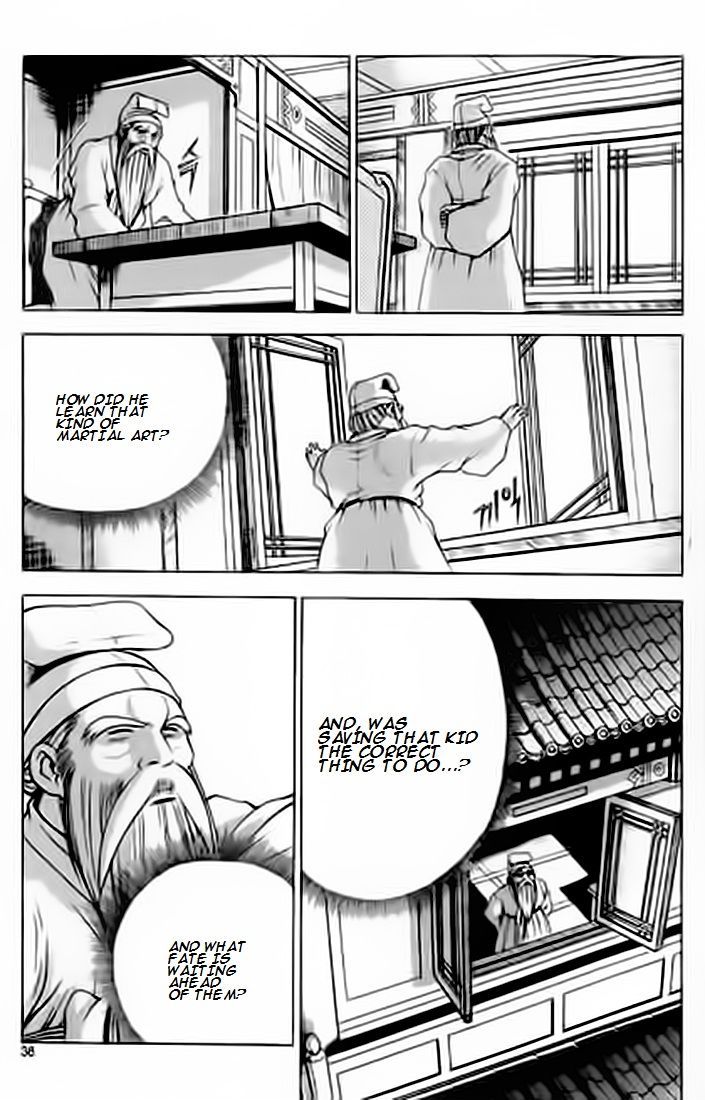 HOW DID HE
LEARN THAT
KIND OF
MARTIAL ART?
끼익
AND, WAS
SAVING THAT KID
THE CORRECT
THING TO DO...?
AND WHAT
FATE IS
WAITING
AHEAD
OF THEM?
38